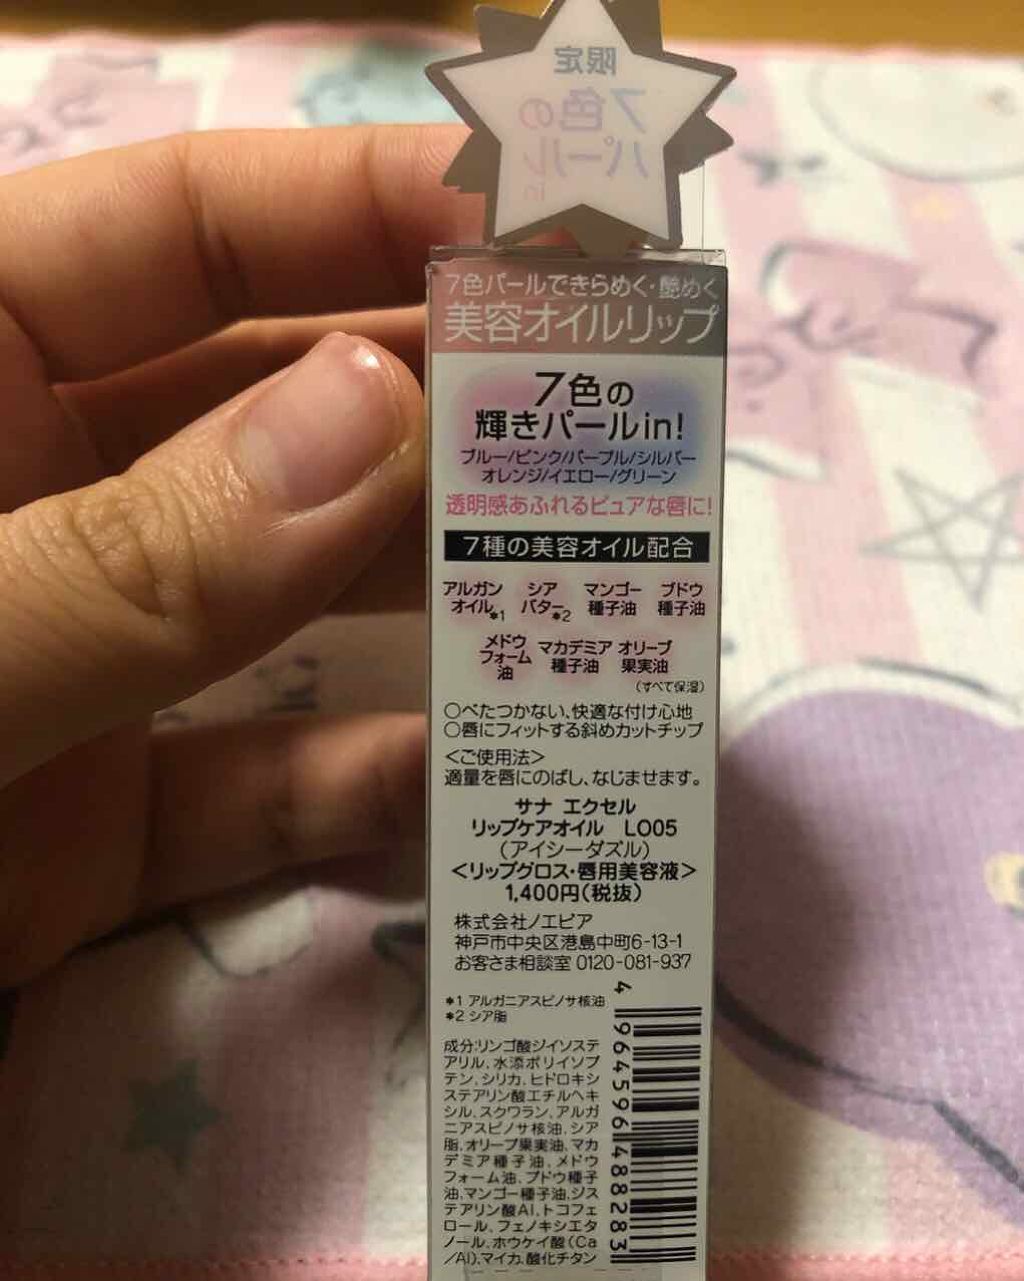 限定
7色の
パール
in
7色パールできらめく・艶めく
美容オイルリップ
7色の
輝きパールin!
ブルー/ピンク/パープル/シルバー
オレンジ/イエロー/グリーン
透明感あふれるピュアな唇に!
7種の美容オイル配合
アルガン シア マンゴー ブドウ
オイル*1 バター*2 種子油 種子油
メドウ
フォーム マカデミア オリーブ
油 種子油 果実油
(すべて保湿)
○べたつかない、快適な付け心地
○唇にフィットする斜めカットチップ
<ご使用法>
適量を唇にのばし、なじませます。
サナ エクセル
リップケアオイル LO05
(アイシーダズル)
<リップグロス・唇用美容液>
1,400円(税抜)
株式会社ノエビア
神戸市中央区港島中町6-13-1
お客さま相談室 0120-081-937
*1 アルガニアスピノサ核油
*2 シア脂
成分:リンゴ酸ジイソステ
アリル、水添ポリイソブ
テン、シリカ、ヒドロキシ
ステアリン酸エチルヘキ
シル、スクワラン、アルガ
ニアスピノサ核油、シア
脂、オリーブ果実油、マカ
デミア種子油、メドウ
フォーム油、ブドウ種子
油、マンゴー種子油、ジス
テアリン酸Al、トコフェ
ロール、フェノキシエタ
ノール、ホウケイ酸(Ca
/Al)、マイカ、酸化チタン
4964596488283